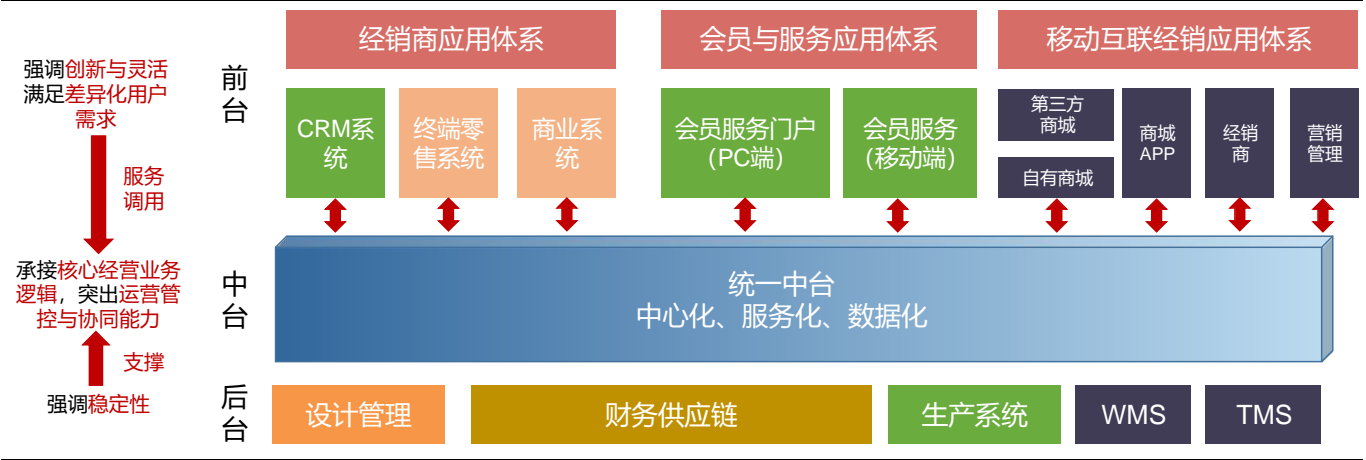 经销商应用体系
会员与服务应用体系
移动互联经销应用体系
强调创新与灵活
满足差异化用户
需求
前
台
CRM系
统
终端零
售系统
商业系
统
会员服务门户
(PC端)
会员服务
(移动端)
第三方
商城
自有商城
商城
APP
经销
商
营销
管理
服务
调用
承接核心经营业务
逻辑，突出运营管
控与协同能力
中
台
统一中台
中心化、服务化、数据化
支撑
强调稳定性
后
台
设计管理
财务供应链
生产系统
WMS
TMS